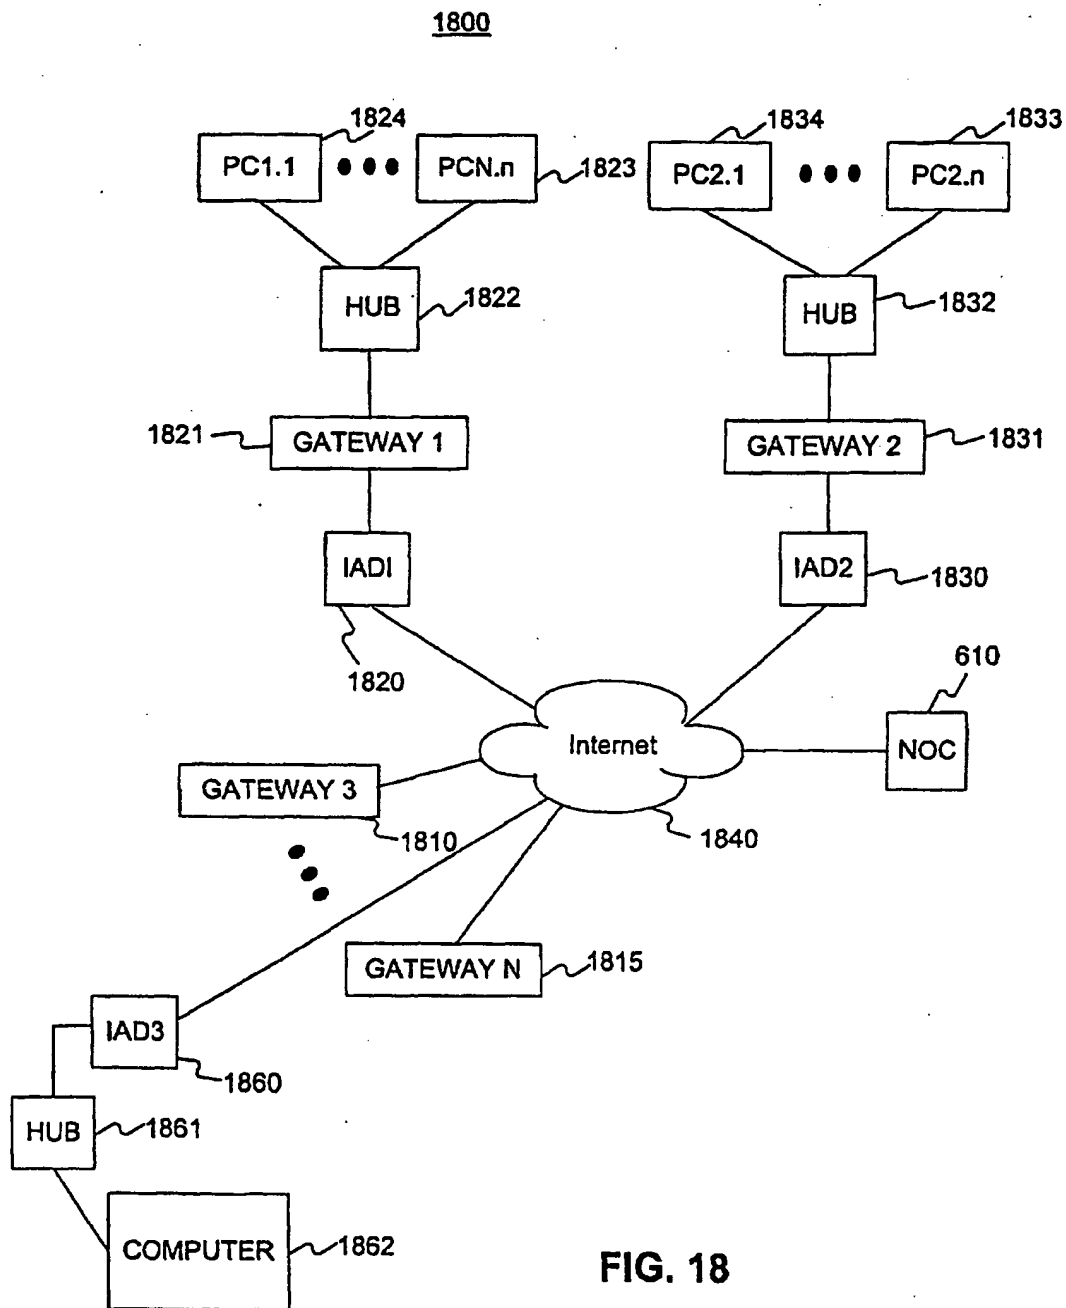 1800
1824
1834
1833
PC1.1
PCN.n
1823
PC2.1
PC2.n
HUB
1822
HUB
1832
1821
GATEWAY 1
GATEWAY 2
1831
IAD1
IAD2
1830
1820
610
Internet
NOC
GATEWAY 3
1810
1840
GATEWAY N
1815
IAD3
1860
HUB
1861
COMPUTER
1862
FIG. 18